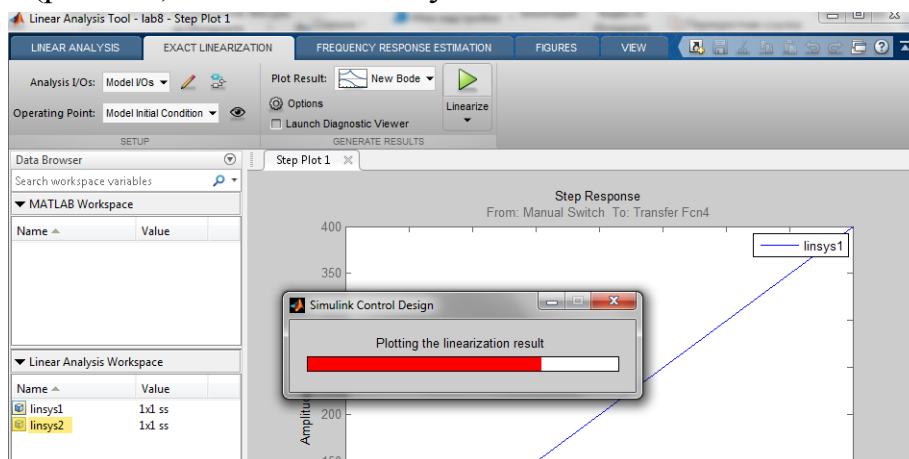 Linear Analysis Tool - lab8 - Step Plot 1
LINEAR ANALYSIS EXACT LINEARIZATION FREQUENCY RESPONSE ESTIMATION FIGURES VIEW
Analysis I/Os: Model I/Os Plot Result: New Bode
Operating Point: Model Initial Condition Options Linearize
Launch Diagnostic Viewer
SETUP GENERATE RESULTS
Data Browser Step Plot 1
Search workspace variables
MATLAB Workspace
Name Value
Step Response
From: Manual Switch To: Transfer Fcn4
400
linsys1
350
Simulink Control Design
Plotting the linearization result
Linear Analysis Workspace
Name Value
linsys1 1x1 ss
linsys2 1x1 ss
200